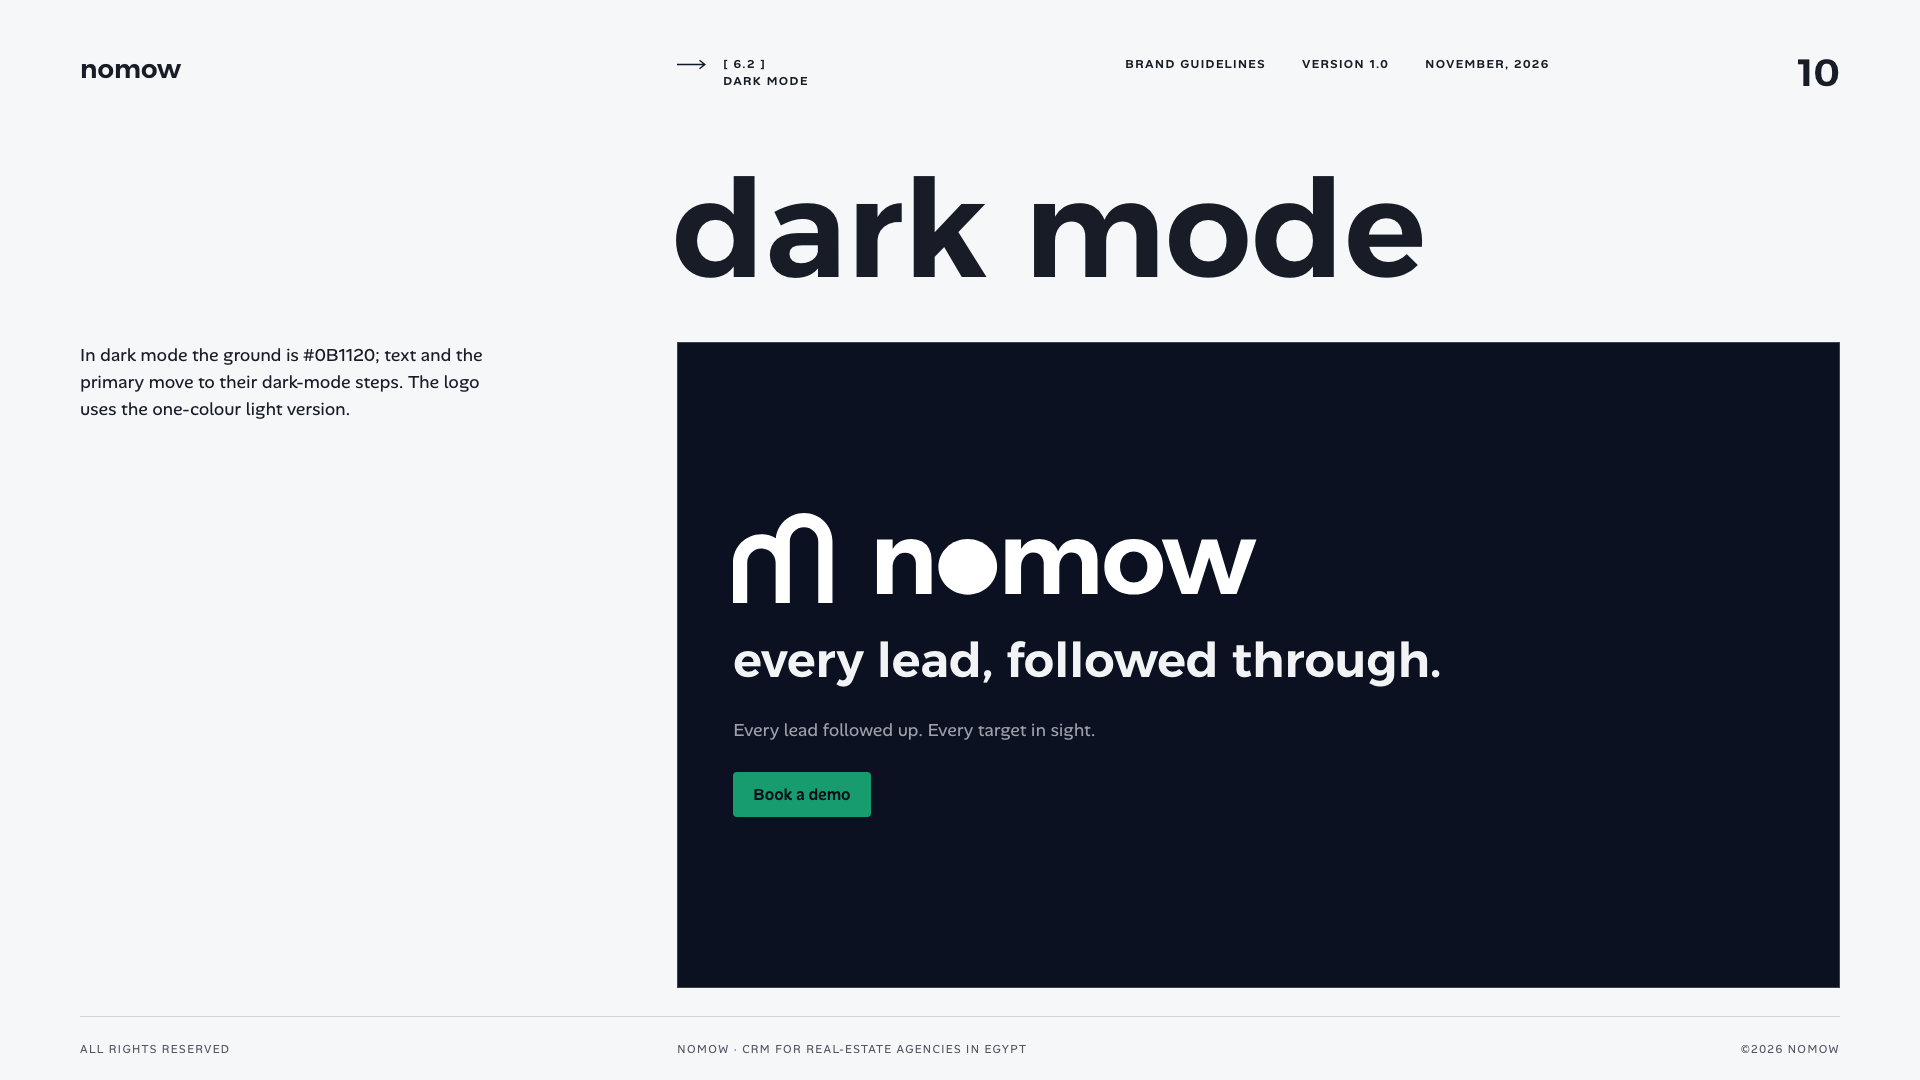 nomow
[ 6.2 ]
DARK MODE
BRAND GUIDELINES
VERSION 1.0
NOVEMBER, 2026
10
dark mode
In dark mode the ground is #0B1120; text and the
primary move to their dark-mode steps. The logo
uses the one-colour light version.
nomow
every lead, followed through.
Every lead followed up. Every target in sight.
Book a demo
ALL RIGHTS RESERVED
NOMOW · CRM FOR REAL-ESTATE AGENCIES IN EGYPT
©2026 NOMOW